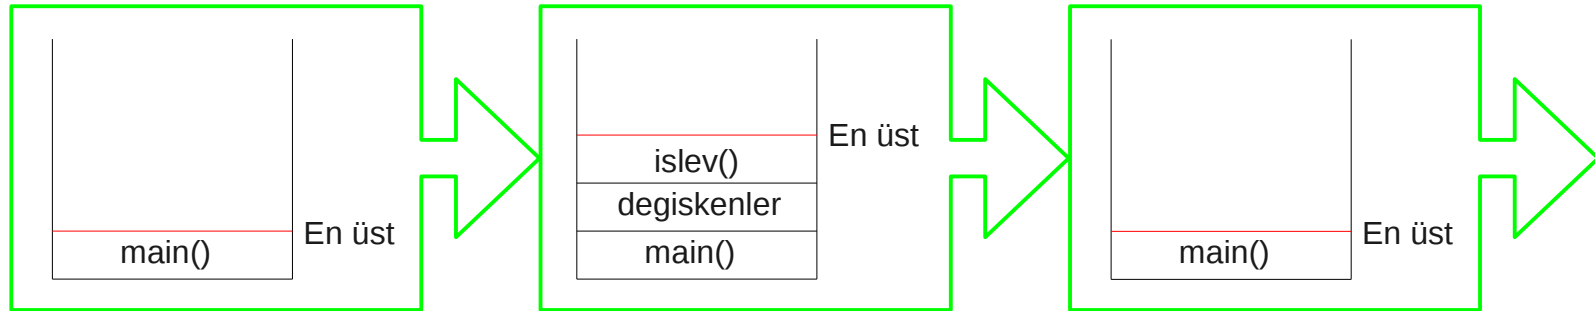 main()
En üst
En üst
islev()
degiskenler
main()
main()
En üst